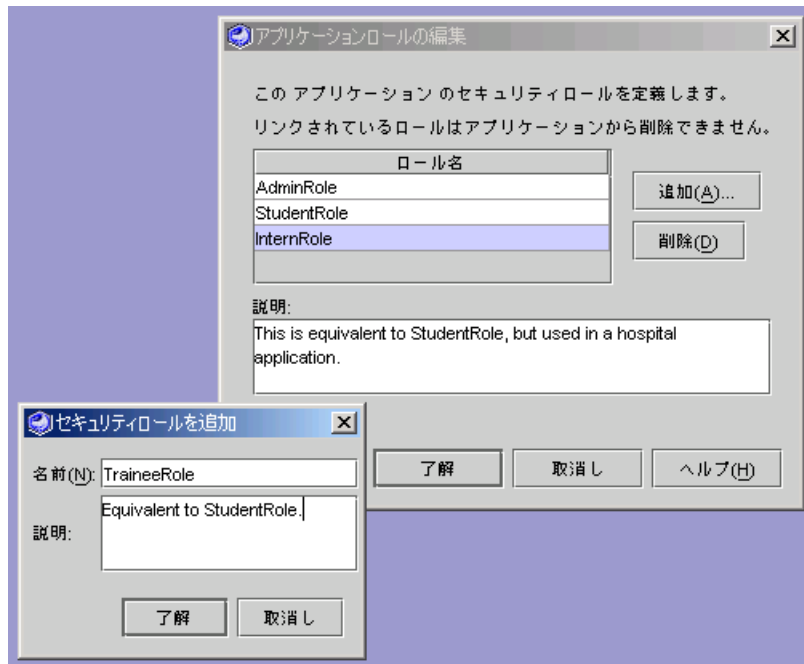 アプリケーションロールの編集
この アプリケーション のセキュリティロールを定義します。
リンクされているロールはアプリケーションから削除できません。
ロール名
AdminRole
StudentRole
InternRole
追加(A)...
削除(D)
説明:
This is equivalent to StudentRole, but used in a hospital
application.
了解
取消し
ヘルプ(H)
セキュリティロールを追加
名前(N):
TraineeRole
説明:
Equivalent to StudentRole.
了解
取消し